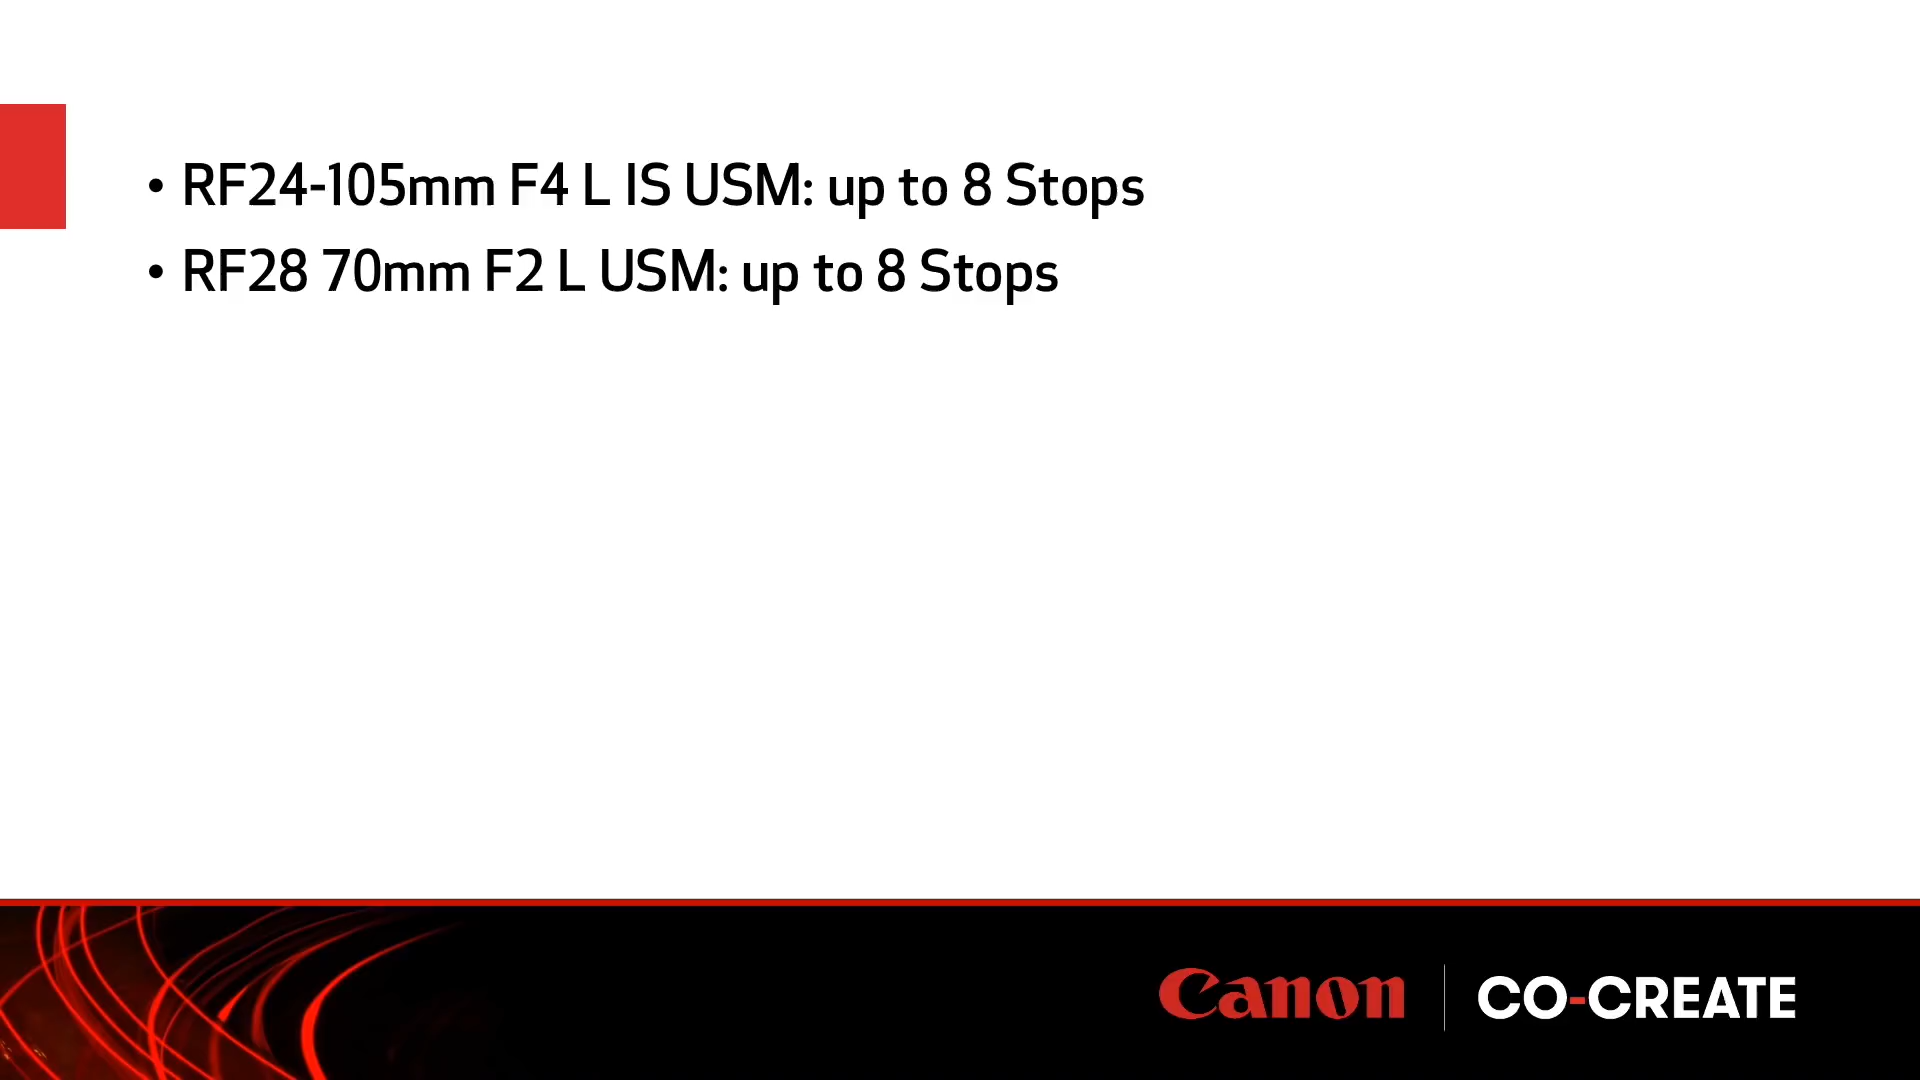 • RF24-105mm F4 L IS USM: up to 8 Stops
• RF28 70mm F2 L USM: up to 8 Stops
Canon CO-CREATE